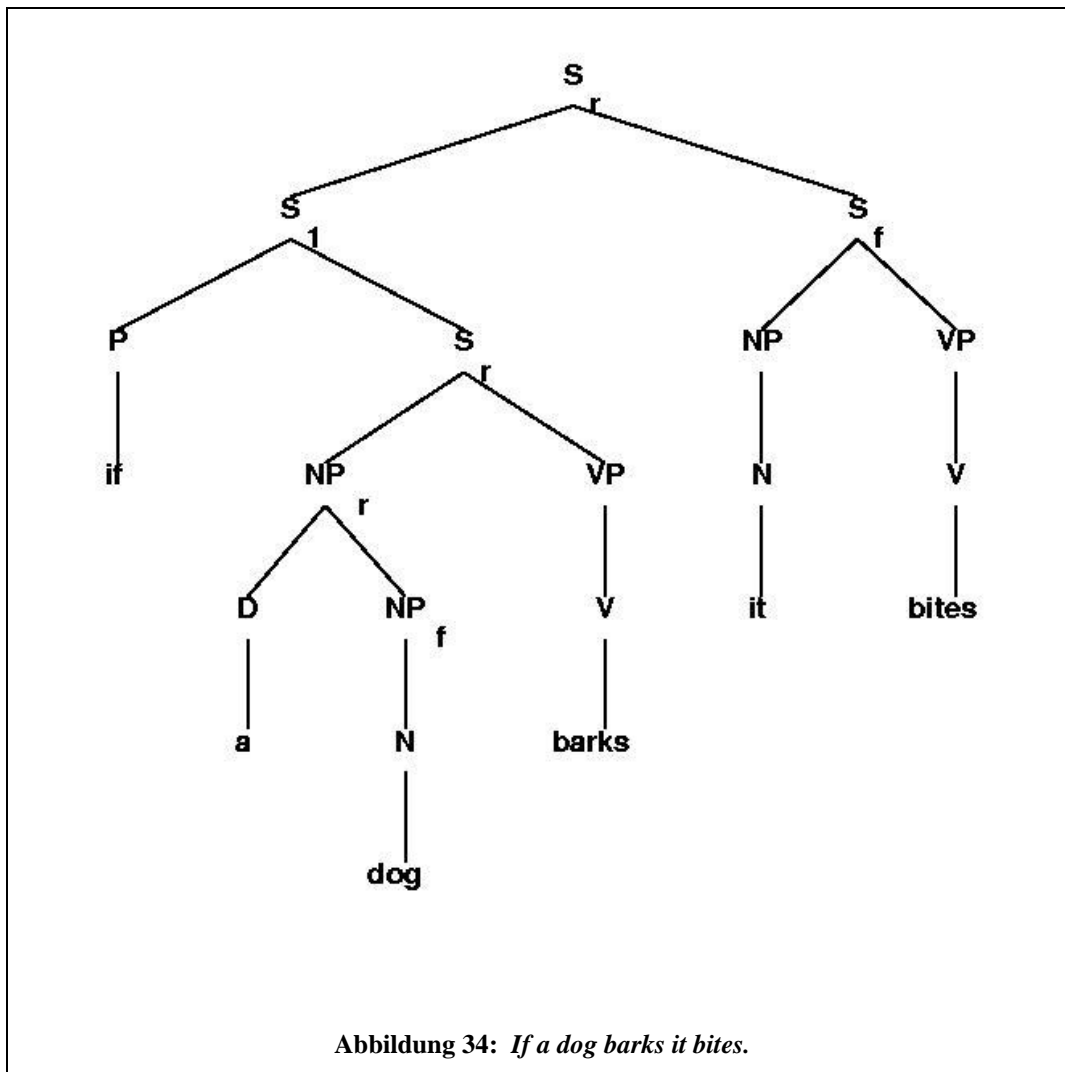 S
r
S S
1 f
P S NP VP
r
if NP VP N V
r
D NP V it bites
f
a N barks
dog
Abbildung 34: If a dog barks it bites.